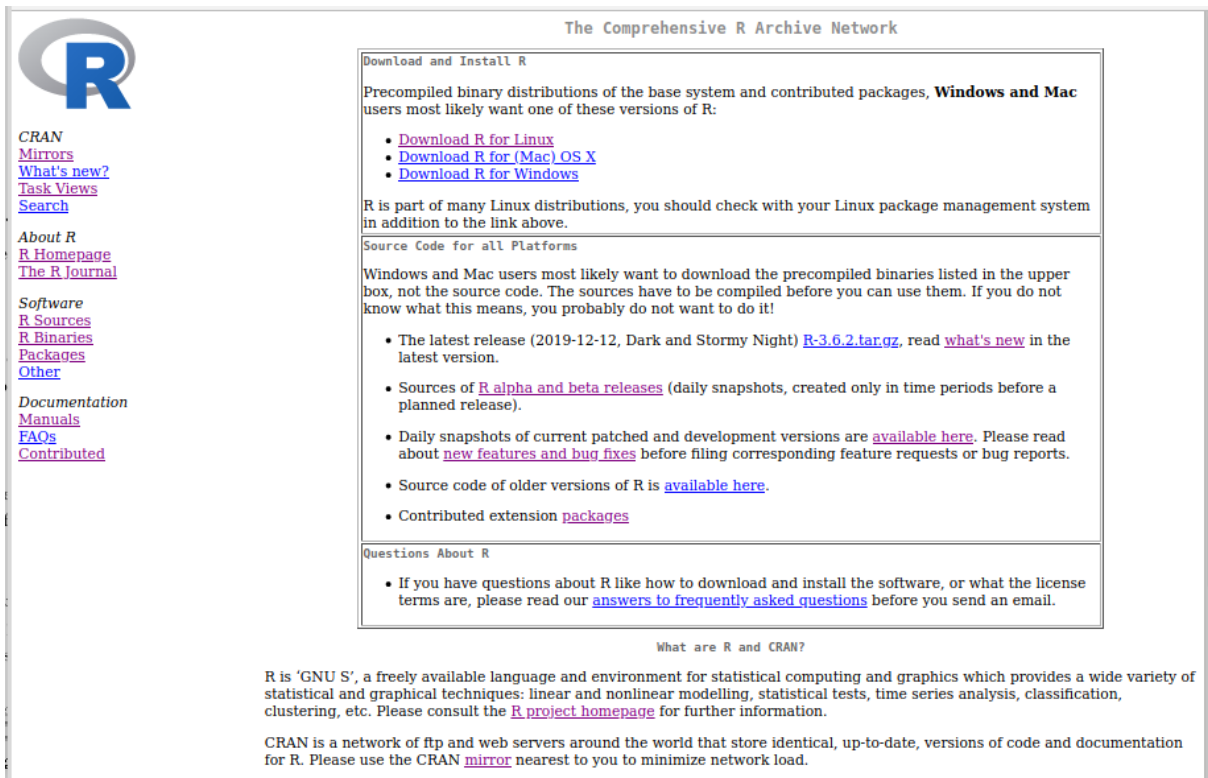 R
CRAN
Mirrors
What's new?
Task Views
Search
About R
R Homepage
The R Journal
Software
R Sources
R Binaries
Packages
Other
Documentation
Manuals
FAQs
Contributed
The Comprehensive R Archive Network
Download and Install R
Precompiled binary distributions of the base system and contributed packages, Windows and Mac
users most likely want one of these versions of R:
• Download R for Linux
• Download R for (Mac) OS X
• Download R for Windows
R is part of many Linux distributions, you should check with your Linux package management system
in addition to the link above.
Source Code for all Platforms
Windows and Mac users most likely want to download the precompiled binaries listed in the upper
box, not the source code. The sources have to be compiled before you can use them. If you do not
know what this means, you probably do not want to do it!
• The latest release (2019-12-12, Dark and Stormy Night) R-3.6.2.tar.gz, read what's new in the
latest version.
• Sources of R alpha and beta releases (daily snapshots, created only in time periods before a
planned release).
• Daily snapshots of current patched and development versions are available here. Please read
about new features and bug fixes before filing corresponding feature requests or bug reports.
• Source code of older versions of R is available here.
• Contributed extension packages
Questions About R
• If you have questions about R like how to download and install the software, or what the license
terms are, please read our answers to frequently asked questions before you send an email.
What are R and CRAN?
R is ‘GNU S’, a freely available language and environment for statistical computing and graphics which provides a wide variety of
statistical and graphical techniques: linear and nonlinear modelling, statistical tests, time series analysis, classification,
clustering, etc. Please consult the R project homepage for further information.
CRAN is a network of ftp and web servers around the world that store identical, up-to-date, versions of code and documentation
for R. Please use the CRAN mirror nearest to you to minimize network load.